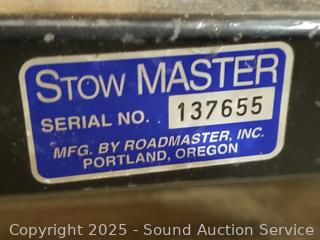 STOW MASTER
SERIAL NO. 137655
MFG. BY ROADMASTER, INC.
PORTLAND, OREGON
Copyright 2025 - Sound Auction Service